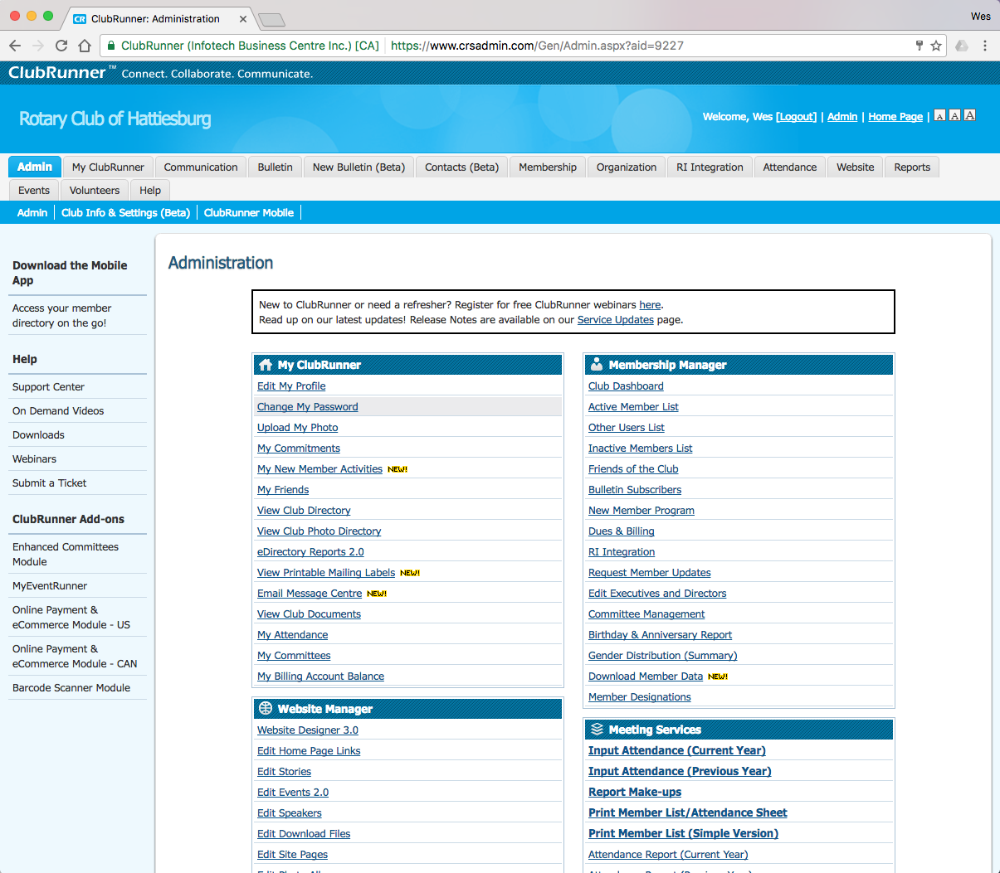 CR ClubRunner: Administration
Wes
ClubRunner (Infotech Business Centre Inc.) [CA] https://www.crsadmin.com/Gen/Admin.aspx?aid=9227
ClubRunner™ Connect. Collaborate. Communicate.
Rotary Club of Hattiesburg
Welcome, Wes [Logout] | Admin | Home Page | A A A
Admin My ClubRunner Communication Bulletin New Bulletin (Beta) Contacts (Beta) Membership Organization RI Integration Attendance Website Reports
Events Volunteers Help
Admin Club Info & Settings (Beta) ClubRunner Mobile
Download the Mobile
App
Access your member
directory on the go!
Help
Support Center
On Demand Videos
Downloads
Webinars
Submit a Ticket
ClubRunner Add-ons
Enhanced Committees
Module
MyEventRunner
Online Payment &
eCommerce Module - US
Online Payment &
eCommerce Module - CAN
Barcode Scanner Module
Administration
New to ClubRunner or need a refresher? Register for free ClubRunner webinars here.
Read up on our latest updates! Release Notes are available on our Service Updates page.
My ClubRunner
Edit My Profile
Change My Password
Upload My Photo
My Commitments
My New Member Activities NEW!
My Friends
View Club Directory
View Club Photo Directory
eDirectory Reports 2.0
View Printable Mailing Labels NEW!
Email Message Centre NEW!
View Club Documents
My Attendance
My Committees
My Billing Account Balance
Website Manager
Website Designer 3.0
Edit Home Page Links
Edit Stories
Edit Events 2.0
Edit Speakers
Edit Download Files
Edit Site Pages
Membership Manager
Club Dashboard
Active Member List
Other Users List
Inactive Members List
Friends of the Club
Bulletin Subscribers
New Member Program
Dues & Billing
RI Integration
Request Member Updates
Edit Executives and Directors
Committee Management
Birthday & Anniversary Report
Gender Distribution (Summary)
Download Member Data NEW!
Member Designations
Meeting Services
Input Attendance (Current Year)
Input Attendance (Previous Year)
Report Make-ups
Print Member List/Attendance Sheet
Print Member List (Simple Version)
Attendance Report (Current Year)